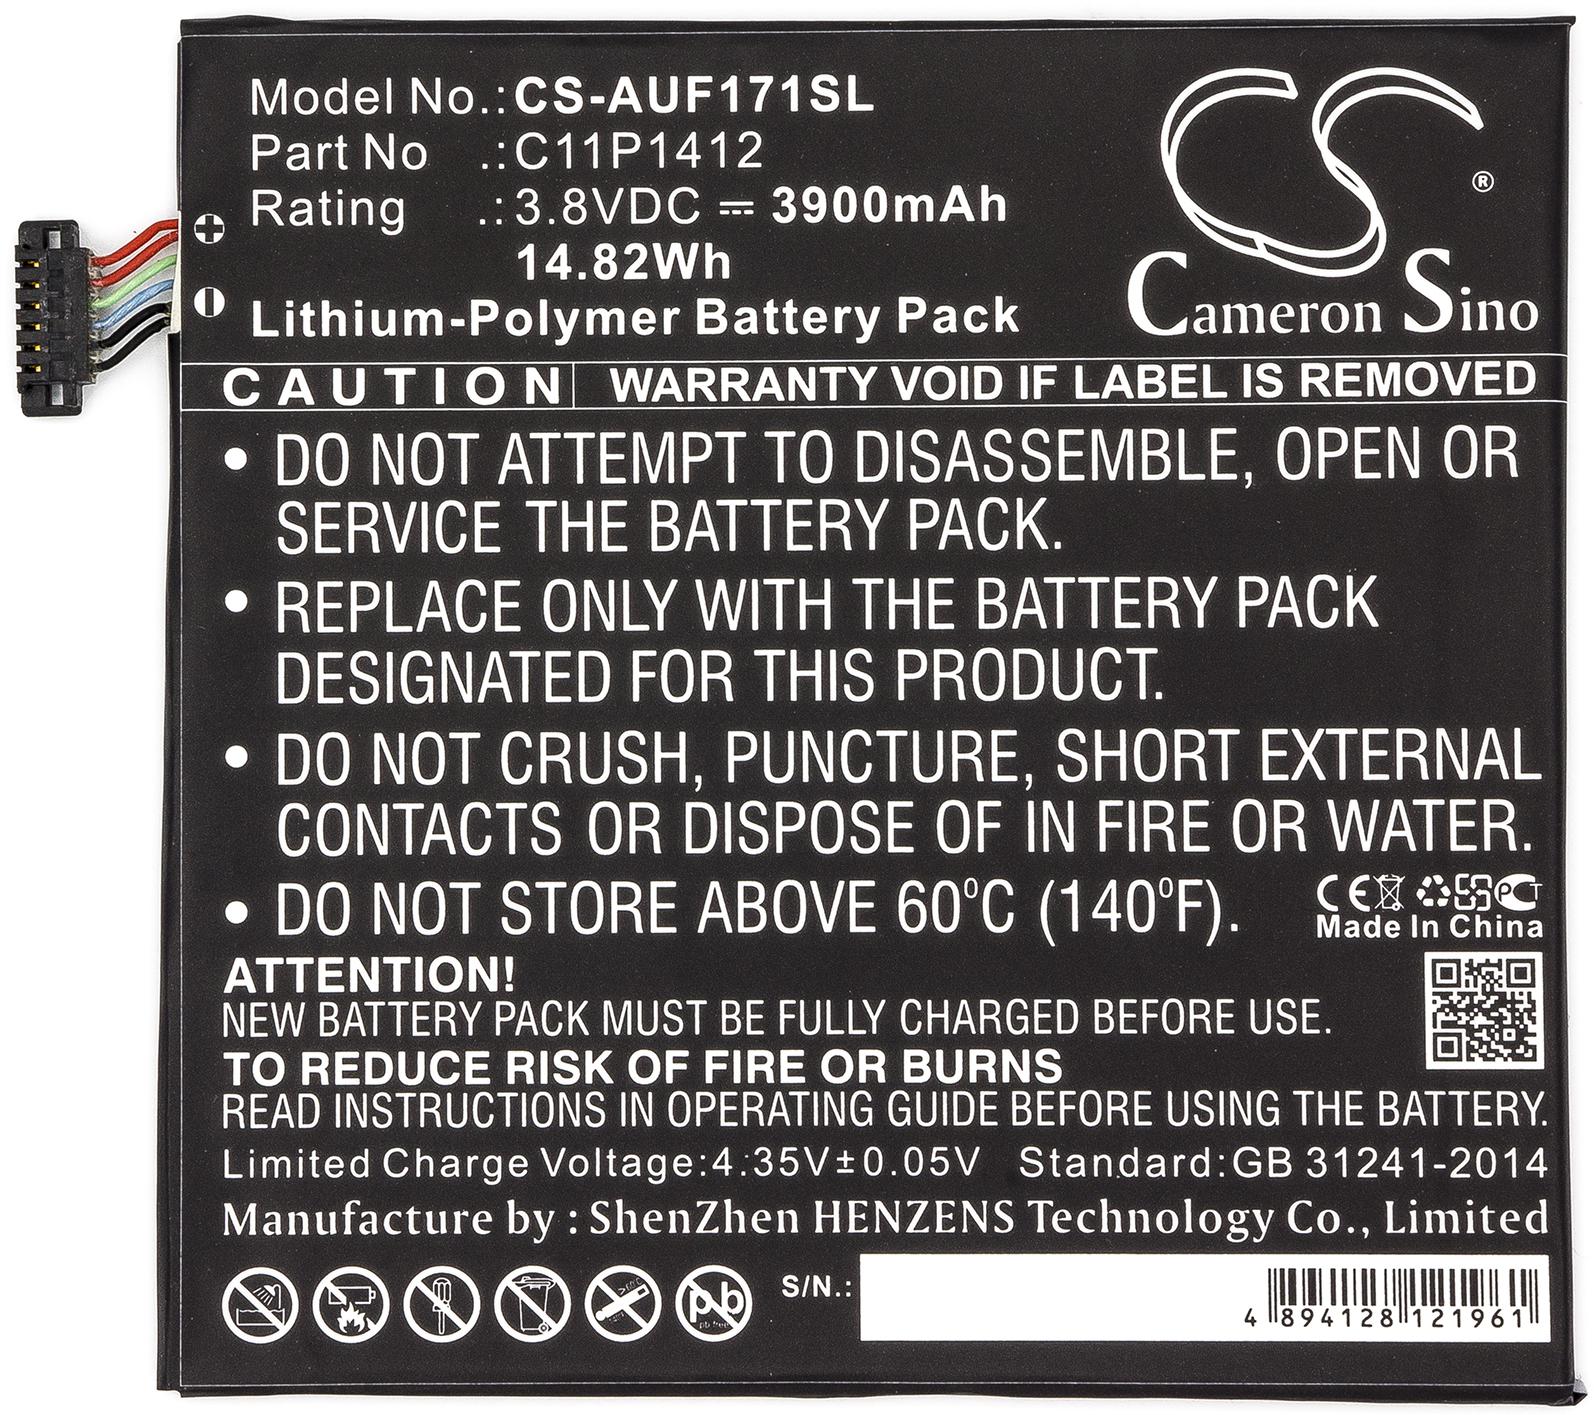 Model No.: CS-AUF171SL
Part No .: C11P1412
Rating .: 3.8VDC ⎓ 3900mAh
14.82Wh
Lithium-Polymer Battery Pack
®
Cameron Sino
CAUTION WARRANTY VOID IF LABEL IS REMOVED
• DO NOT ATTEMPT TO DISASSEMBLE, OPEN OR
SERVICE THE BATTERY PACK.
• REPLACE ONLY WITH THE BATTERY PACK
DESIGNATED FOR THIS PRODUCT.
• DO NOT CRUSH, PUNCTURE, SHORT EXTERNAL
CONTACTS OR DISPOSE OF IN FIRE OR WATER.
• DO NOT STORE ABOVE 60°C (140°F).
CE PCT
Made In China
ATTENTION!
NEW BATTERY PACK MUST BE FULLY CHARGED BEFORE USE.
TO REDUCE RISK OF FIRE OR BURNS
READ INSTRUCTIONS IN OPERATING GUIDE BEFORE USING THE BATTERY.
Limited Charge Voltage:4.35V±0.05V Standard:GB 31241-2014
Manufacture by : ShenZhen HENZENS Technology Co., Limited
>60°C
pb
pb free
S/N.:
4 894128 121961